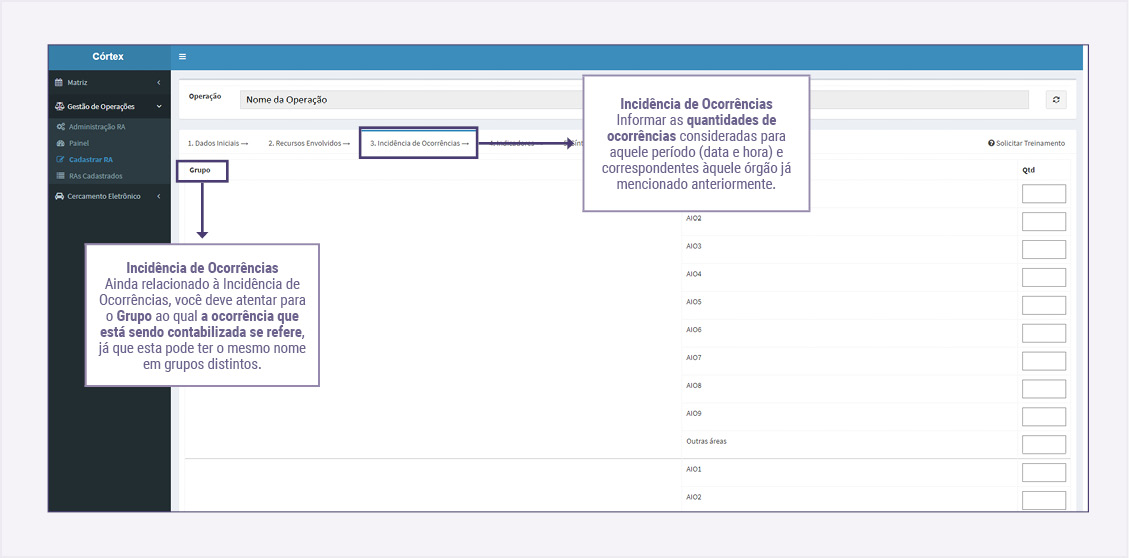 Córtex
Matriz
Gestão de Operações
Administração RA
Painel
Cadastrar RA
RAs Cadastrados
Cercamento Eletrônico
Operação
Nome da Operação
1. Dados Iniciais →
2. Recursos Envolvidos →
3. Incidência de Ocorrências →
4. Indicadores
Solicitar Treinamento
Incidência de Ocorrências
Informar as quantidades de
ocorrências consideradas para
aquele período (data e hora) e
correspondentes àquele órgão já
mencionado anteriormente.
Grupo
Qtd
Incidência de Ocorrências
Ainda relacionado à Incidência de
Ocorrências, você deve atentar para
o Grupo ao qual a ocorrência que
está sendo contabilizada se refere,
já que esta pode ter o mesmo nome
em grupos distintos.
AIO2
AIO3
AIO4
AIO5
AIO6
AIO7
AIO8
AIO9
Outras áreas
AIO1
AIO2